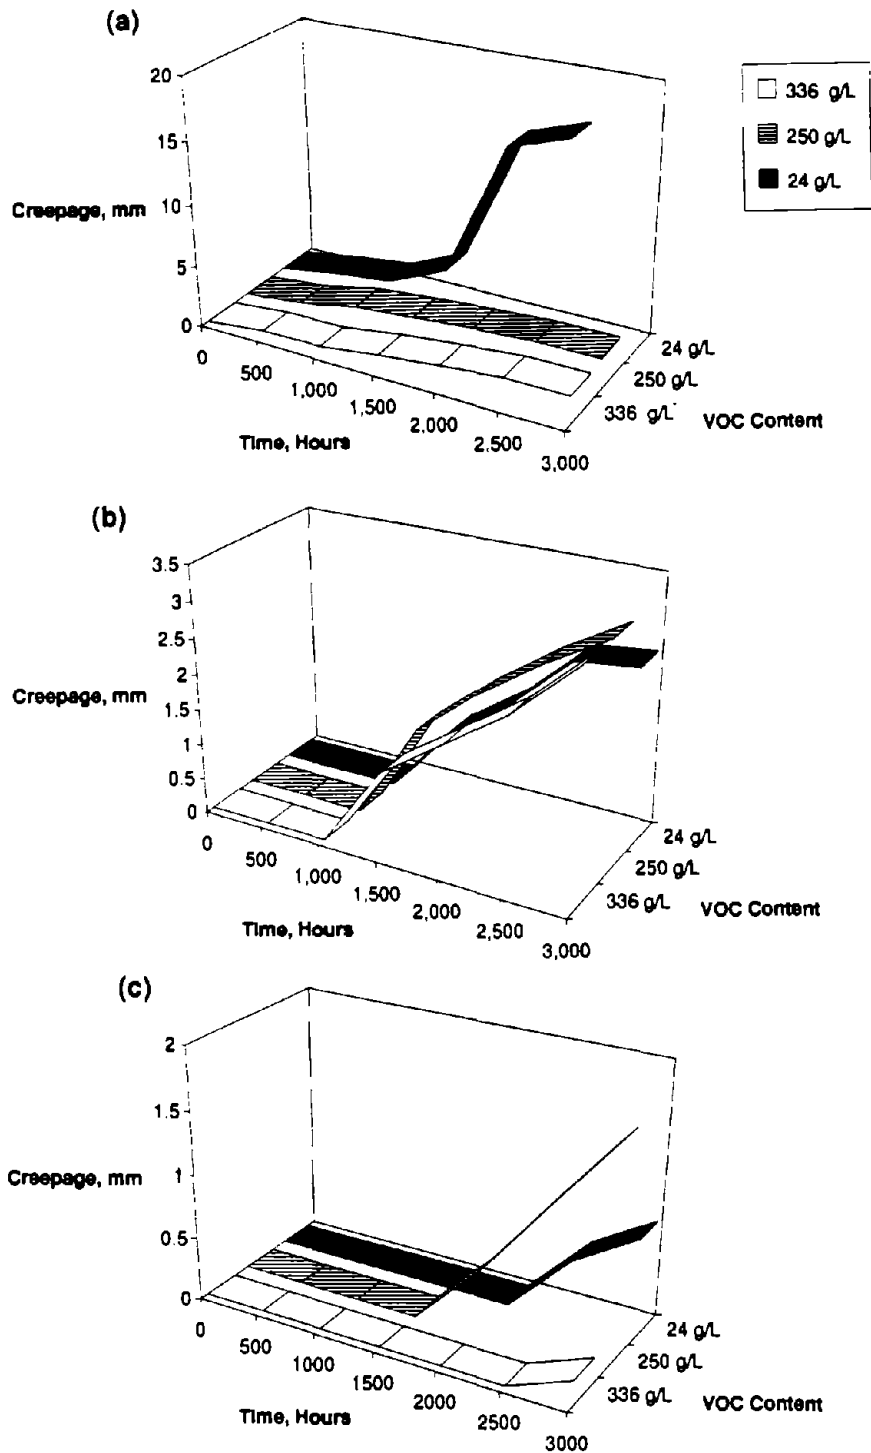 (a)
20
15
10
5
0
Creepage, mm
336 g/L
250 g/L
24 g/L
0
500
1,000
1,500
2,000
2,500
3,000
Time, Hours
24 g/L
250 g/L
336 g/L
VOC Content
(b)
3.5
3
2.5
2
1.5
1
0.5
0
Creepage, mm
0
500
1,000
1,500
2,000
2,500
3,000
Time, Hours
24 g/L
250 g/L
336 g/L
VOC Content
(c)
2
1.5
1
0.5
0
Creepage, mm
0
500
1000
1500
2000
2500
3000
Time, Hours
24 g/L
250 g/L
336 g/L
VOC Content